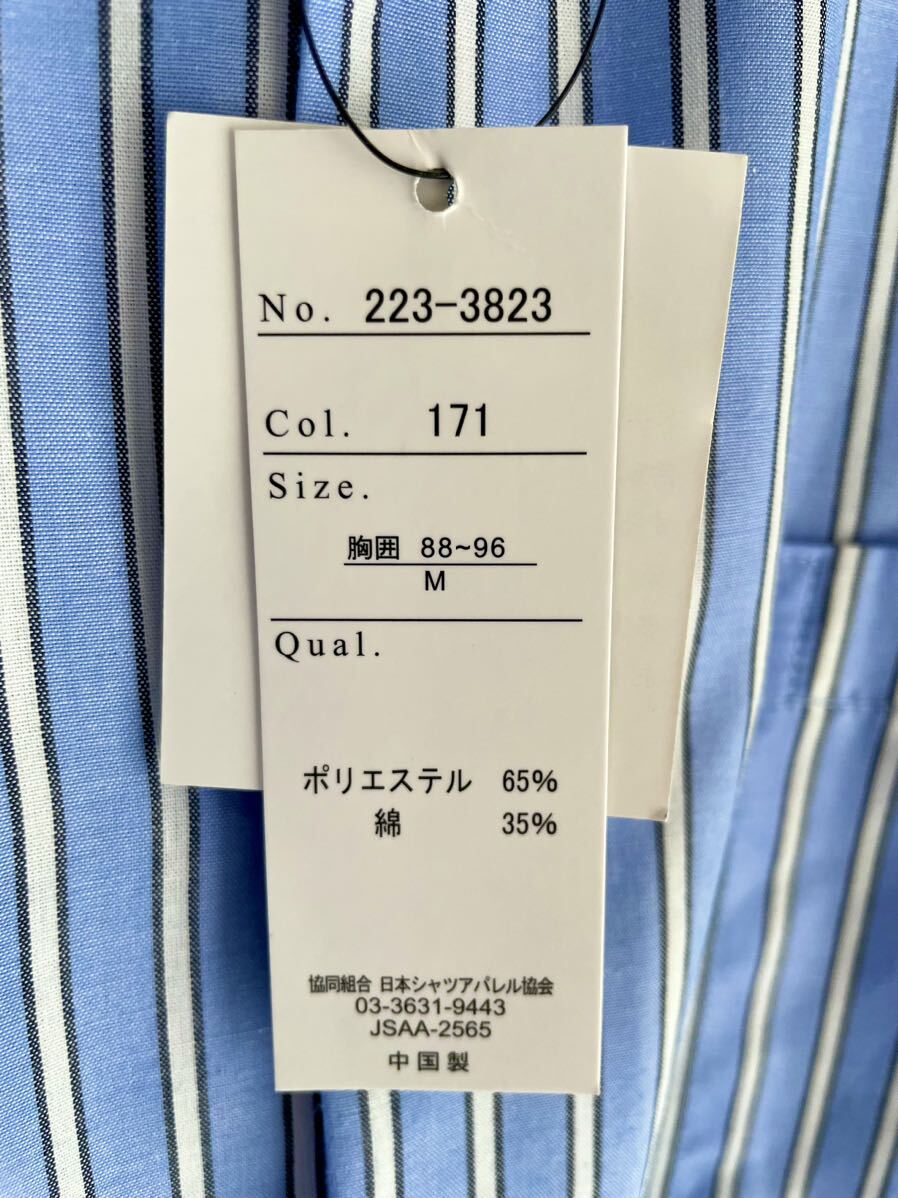 No. 223-3823
Col. 171
Size.
胸囲 88~96
M
Qual.
ポリエステル 65%
綿 35%
協同組合 日本シャツアパレル協会
03-3631-9443
JSAA-2565
中国製